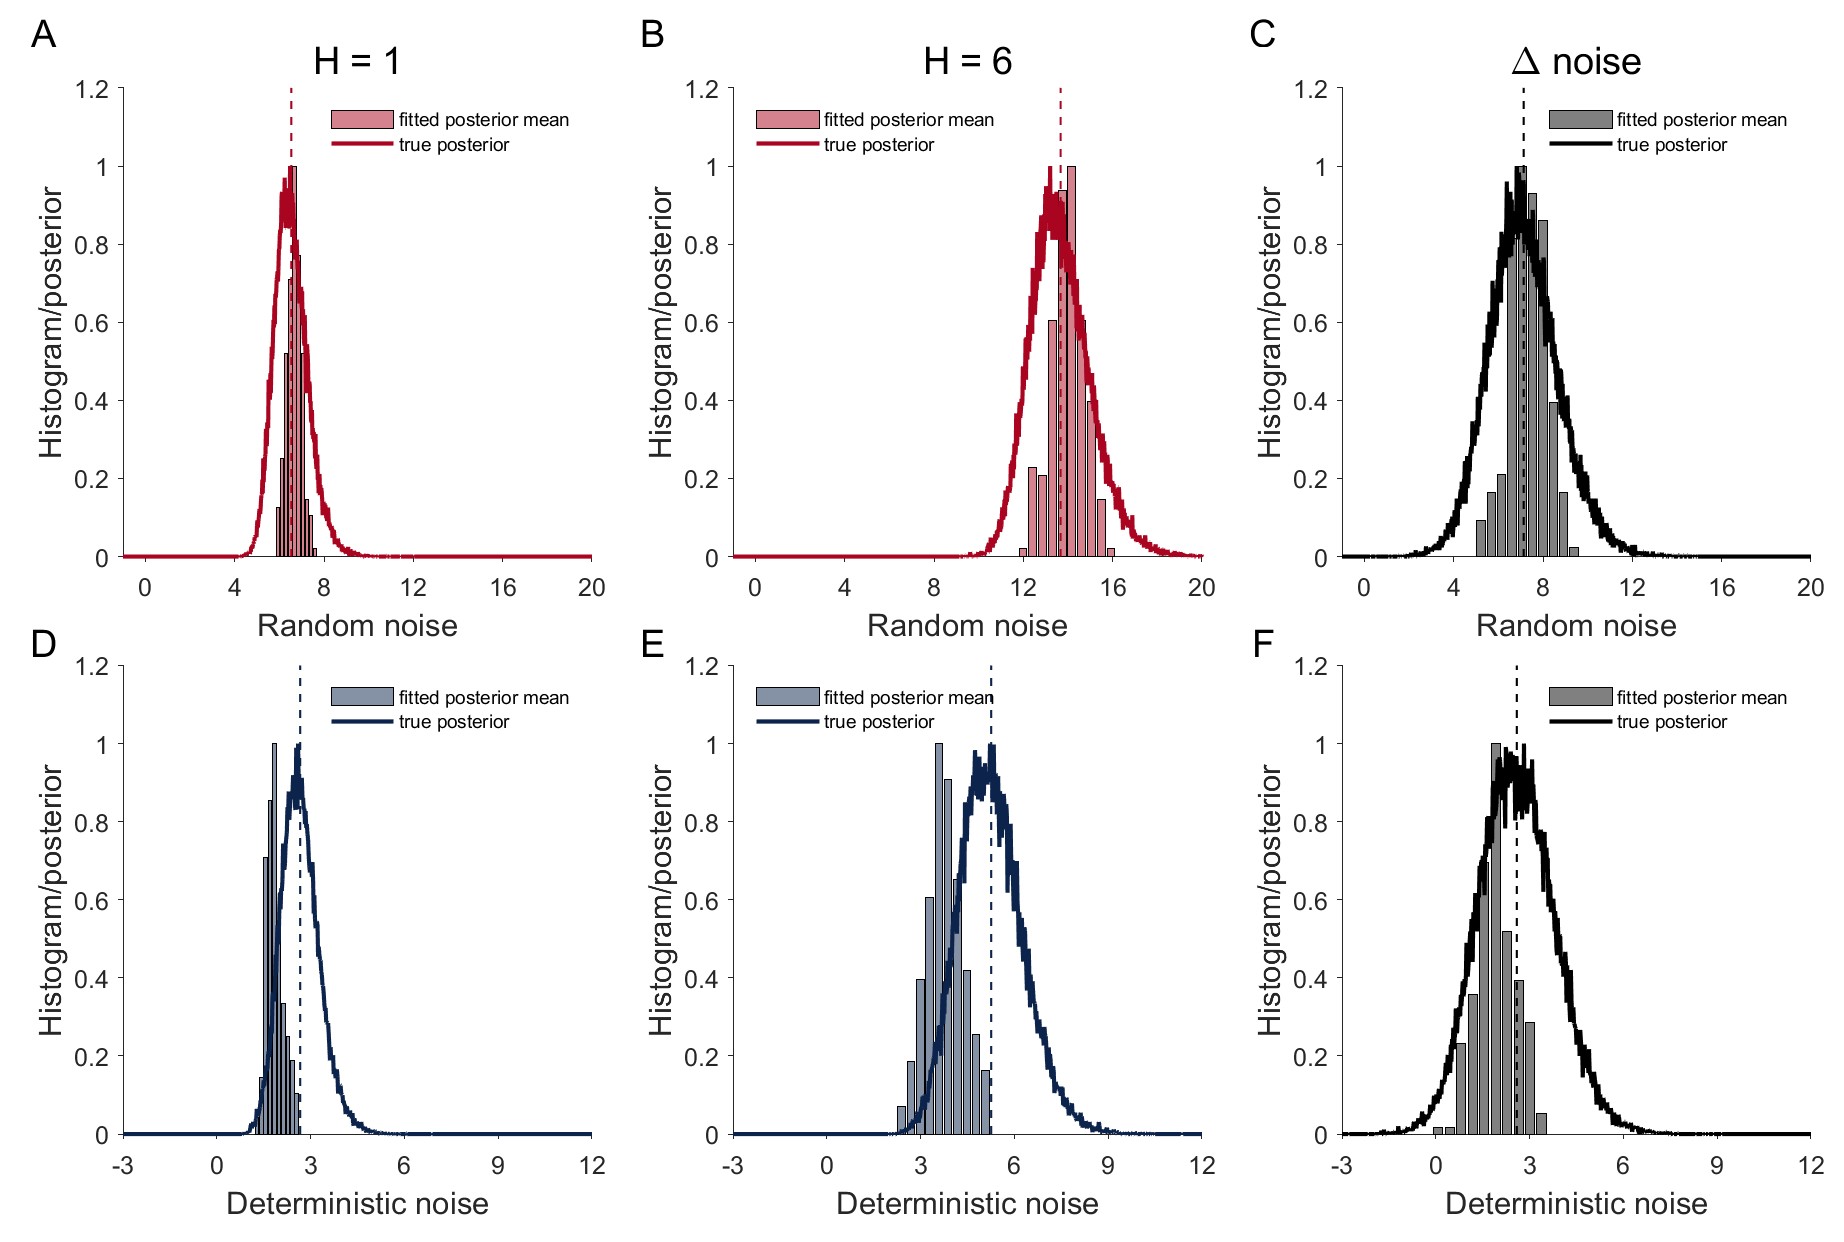 A
H = 1
1.2
1
0.8
0.6
0.4
0.2
0
fitted posterior mean
true posterior
Histogram/posterior
0 4 8 12 16 20
Random noise
B
H = 6
1.2
1
0.8
0.6
0.4
0.2
0
fitted posterior mean
true posterior
Histogram/posterior
0 4 8 12 16 20
Random noise
C
Δ noise
1.2
1
0.8
0.6
0.4
0.2
0
fitted posterior mean
true posterior
Histogram/posterior
0 4 8 12 16 20
Random noise
D
1.2
1
0.8
0.6
0.4
0.2
0
fitted posterior mean
true posterior
Histogram/posterior
-3 0 3 6 9 12
Deterministic noise
E
1.2
1
0.8
0.6
0.4
0.2
0
fitted posterior mean
true posterior
Histogram/posterior
-3 0 3 6 9 12
Deterministic noise
F
1.2
1
0.8
0.6
0.4
0.2
0
fitted posterior mean
true posterior
Histogram/posterior
-3 0 3 6 9 12
Deterministic noise